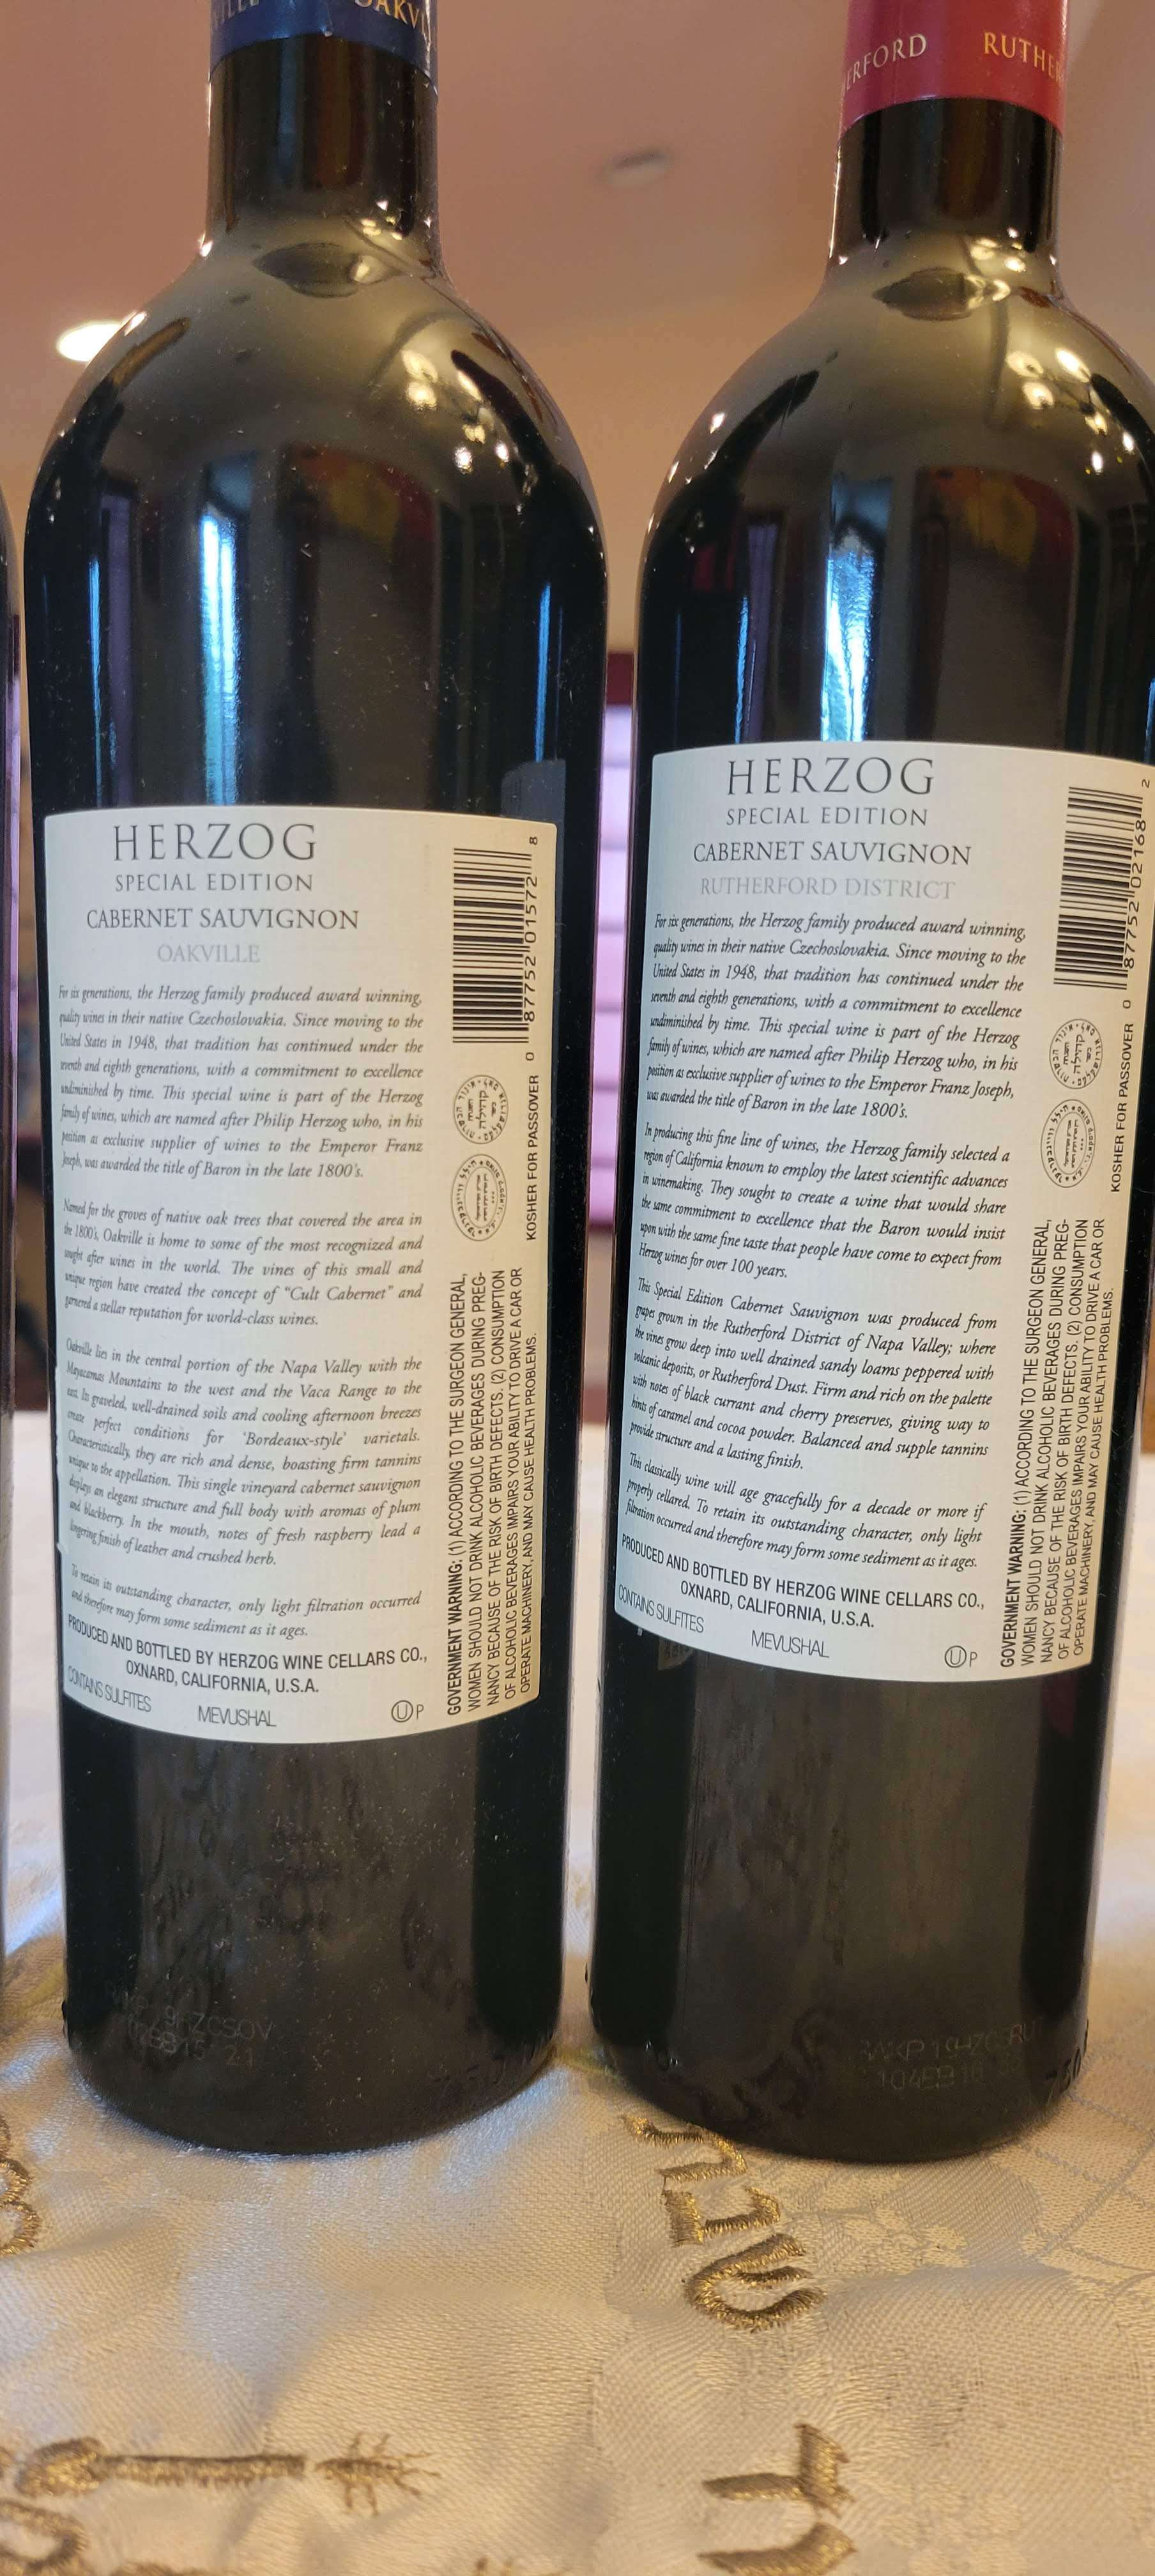 OAKV
HERZOG
SPECIAL EDITION
CABERNET SAUVIGNON
OAKVILLE
For six generations, the Herzog family produced award winning,
quality wines in their native Czechoslovakia. Since moving to the
United States in 1948, that tradition has continued under the
seventh and eighth generations, with a commitment to excellence
undiminished by time. This special wine is part of the Herzog
family of wines, which are named after Philip Herzog who, in his
position as exclusive supplier of wines to the Emperor Franz
Joseph, was awarded the title of Baron in the late 1800's.
Named for the groves of native oak trees that covered the area in
the 1800's, Oakville is home to some of the most recognized and
sought after wines in the world. The vines of this small and
unique region have created the concept of "Cult Cabernet" and
garnered a stellar reputation for world-class wines.
Oakville lies in the central portion of the Napa Valley with the
Mayacamas Mountains to the west and the Vaca Range to the
east. Its graveled, well-drained soils and cooling afternoon breezes
create perfect conditions for 'Bordeaux-style' varietals.
Characteristically, they are rich and dense, boasting firm tannins
unique to the appellation. This single vineyard cabernet sauvignon
displays an elegant structure and full body with aromas of plum
and blackberry. In the mouth, notes of fresh raspberry lead a
lingering finish of leather and crushed herb.
To retain its outstanding character, only light filtration occurred
and therefore may form some sediment as it ages.
PRODUCED AND BOTTLED BY HERZOG WINE CELLARS CO.,
OXNARD, CALIFORNIA, U.S.A.
CONTAINS SULFITES MEVUSHAL UP
0 87752 01572 8
KOSHER FOR PASSOVER
GOVERNMENT WARNING: (1) ACCORDING TO THE SURGEON GENERAL,
WOMEN SHOULD NOT DRINK ALCOHOLIC BEVERAGES DURING PREG-
NANCY BECAUSE OF THE RISK OF BIRTH DEFECTS. (2) CONSUMPTION
OF ALCOHOLIC BEVERAGES IMPAIRS YOUR ABILITY TO DRIVE A CAR OR
OPERATE MACHINERY, AND MAY CAUSE HEALTH PROBLEMS.
ERFORD RUTHE
HERZOG
SPECIAL EDITION
CABERNET SAUVIGNON
RUTHERFORD DISTRICT
For six generations, the Herzog family produced award winning,
quality wines in their native Czechoslovakia. Since moving to the
United States in 1948, that tradition has continued under the
seventh and eighth generations, with a commitment to excellence
undiminished by time. This special wine is part of the Herzog
family of wines, which are named after Philip Herzog who, in his
position as exclusive supplier of wines to the Emperor Franz Joseph,
was awarded the title of Baron in the late 1800's.
In producing this fine line of wines, the Herzog family selected a
region of California known to employ the latest scientific advances
in winemaking. They sought to create a wine that would share
the same commitment to excellence that the Baron would insist
upon with the same fine taste that people have come to expect from
Herzog wines for over 100 years.
This Special Edition Cabernet Sauvignon was produced from
grapes grown in the Rutherford District of Napa Valley; where
the vines grow deep into well drained sandy loams peppered with
volcanic deposits, or Rutherford Dust. Firm and rich on the palette
with notes of black currant and cherry preserves, giving way to
hints of caramel and cocoa powder. Balanced and supple tannins
provide structure and a lasting finish.
This classically wine will age gracefully for a decade or more if
properly cellared. To retain its outstanding character, only light
filtration occurred and therefore may form some sediment as it ages.
PRODUCED AND BOTTLED BY HERZOG WINE CELLARS CO.,
OXNARD, CALIFORNIA, U.S.A.
CONTAINS SULFITES MEVUSHAL UP
0 87752 02168 2
KOSHER FOR PASSOVER
GOVERNMENT WARNING: (1) ACCORDING TO THE SURGEON GENERAL,
WOMEN SHOULD NOT DRINK ALCOHOLIC BEVERAGES DURING PREG-
NANCY BECAUSE OF THE RISK OF BIRTH DEFECTS. (2) CONSUMPTION
OF ALCOHOLIC BEVERAGES IMPAIRS YOUR ABILITY TO DRIVE A CAR OR
OPERATE MACHINERY, AND MAY CAUSE HEALTH PROBLEMS.